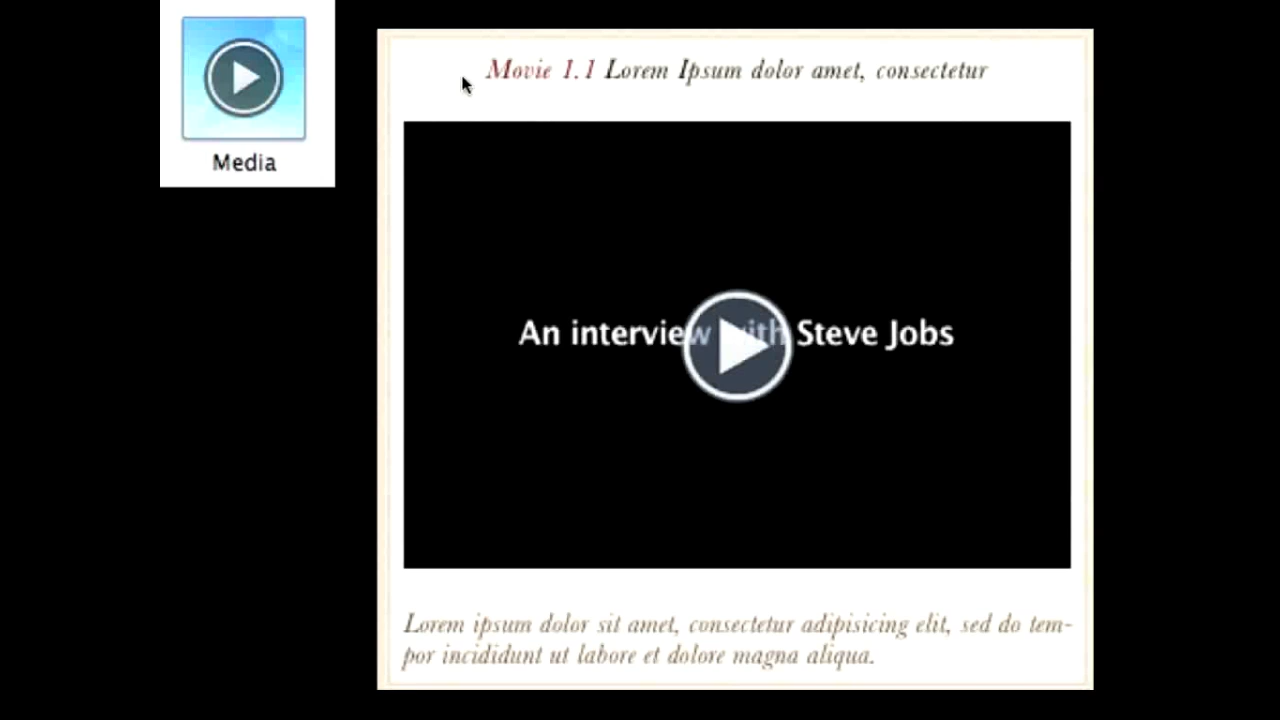 Media
Movie 1.1 Lorem Ipsum dolor amet, consectetur
An interview with Steve Jobs
Lorem ipsum dolor sit amet, consectetur adipisicing elit, sed do tem-
por incididunt ut labore et dolore magna aliqua.